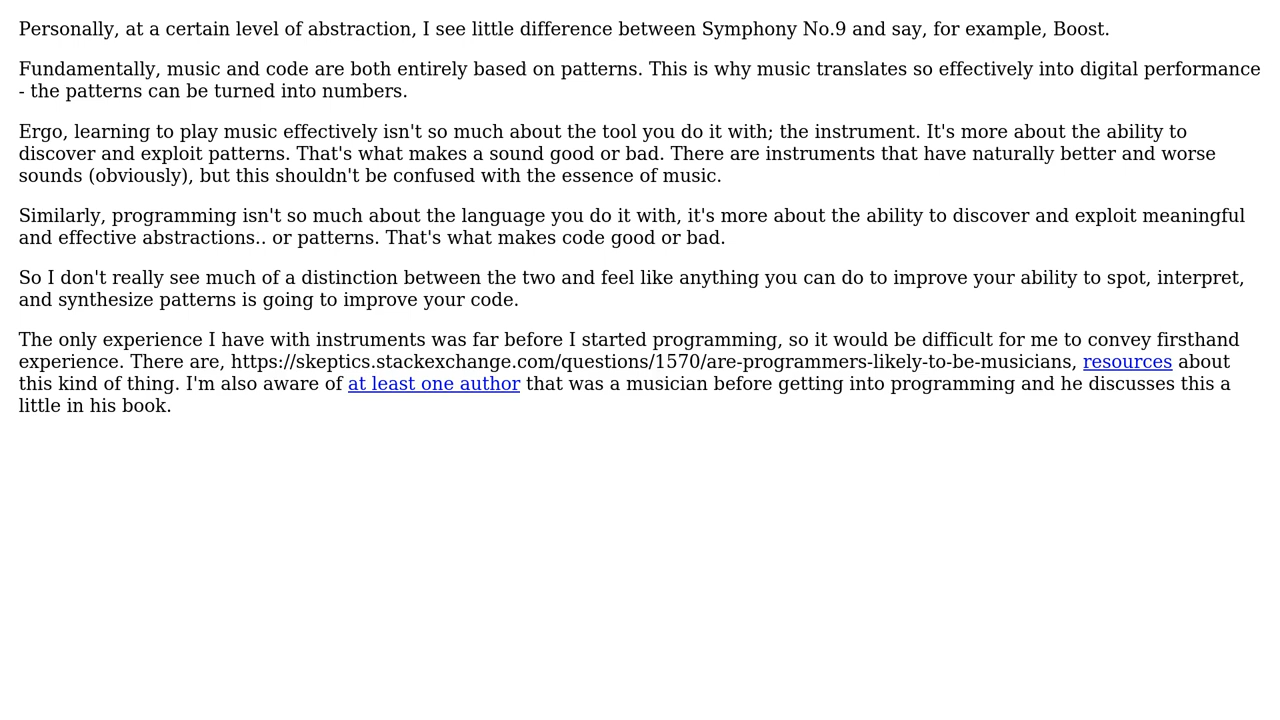 Personally, at a certain level of abstraction, I see little difference between Symphony No.9 and say, for example, Boost.
Fundamentally, music and code are both entirely based on patterns. This is why music translates so effectively into digital performance
- the patterns can be turned into numbers.
Ergo, learning to play music effectively isn't so much about the tool you do it with; the instrument. It's more about the ability to
discover and exploit patterns. That's what makes a sound good or bad. There are instruments that have naturally better and worse
sounds (obviously), but this shouldn't be confused with the essence of music.
Similarly, programming isn't so much about the language you do it with, it's more about the ability to discover and exploit meaningful
and effective abstractions.. or patterns. That's what makes code good or bad.
So I don't really see much of a distinction between the two and feel like anything you can do to improve your ability to spot, interpret,
and synthesize patterns is going to improve your code.
The only experience I have with instruments was far before I started programming, so it would be difficult for me to convey firsthand
experience. There are, https://skeptics.stackexchange.com/questions/1570/are-programmers-likely-to-be-musicians, resources about
this kind of thing. I'm also aware of at least one author that was a musician before getting into programming and he discusses this a
little in his book.